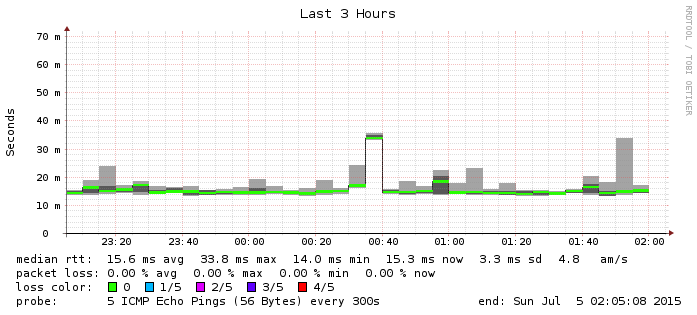 Last 3 Hours
RRDTOOL / TOBI OETIKER
Seconds
70 m
60 m
50 m
40 m
30 m
20 m
10 m
0
23:20 23:40 00:00 00:20 00:40 01:00 01:20 01:40 02:00
median rtt: 15.6 ms avg 33.8 ms max 14.0 ms min 15.3 ms now 3.3 ms sd 4.8 am/s
packet loss: 0.00 % avg 0.00 % max 0.00 % min 0.00 % now
loss color: 0 1/5 2/5 3/5 4/5
probe: 5 ICMP Echo Pings (56 Bytes) every 300s end: Sun Jul 5 02:05:08 2015